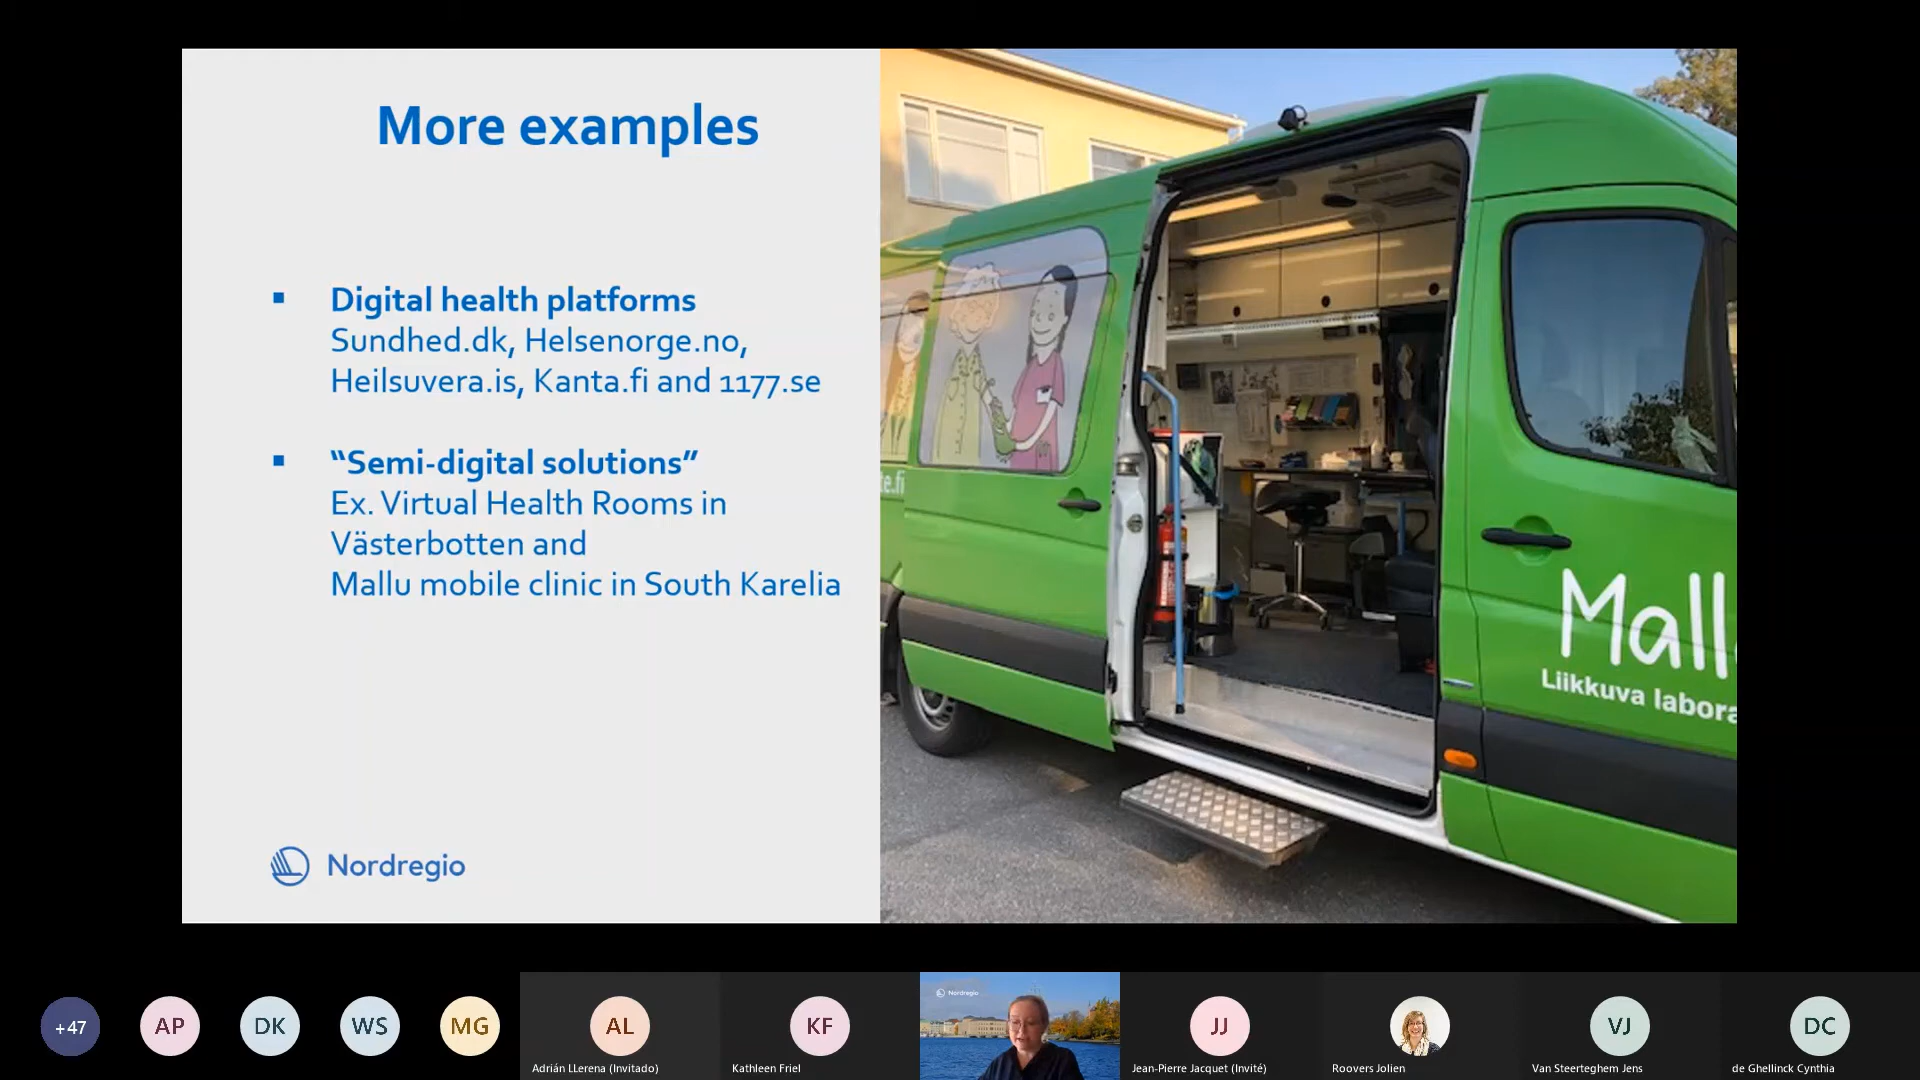 More examples
▪ Digital health platforms
Sundhed.dk, Helsenorge.no,
Heilsuvera.is, Kanta.fi and 1177.se
▪ “Semi-digital solutions”
Ex. Virtual Health Rooms in
Västerbotten and
Mallu mobile clinic in South Karelia
Nordregio
te.fi
Mall
Liikkuva labora
+47
AP
DK
WS
MG
AL
Adrián LLerena (Invitado)
KF
Kathleen Friel
Nordregio
JJ
Jean-Pierre Jacquet (Invité)
Roovers Jolien
VJ
Van Steerteghem Jens
DC
de Ghellinck Cynthia